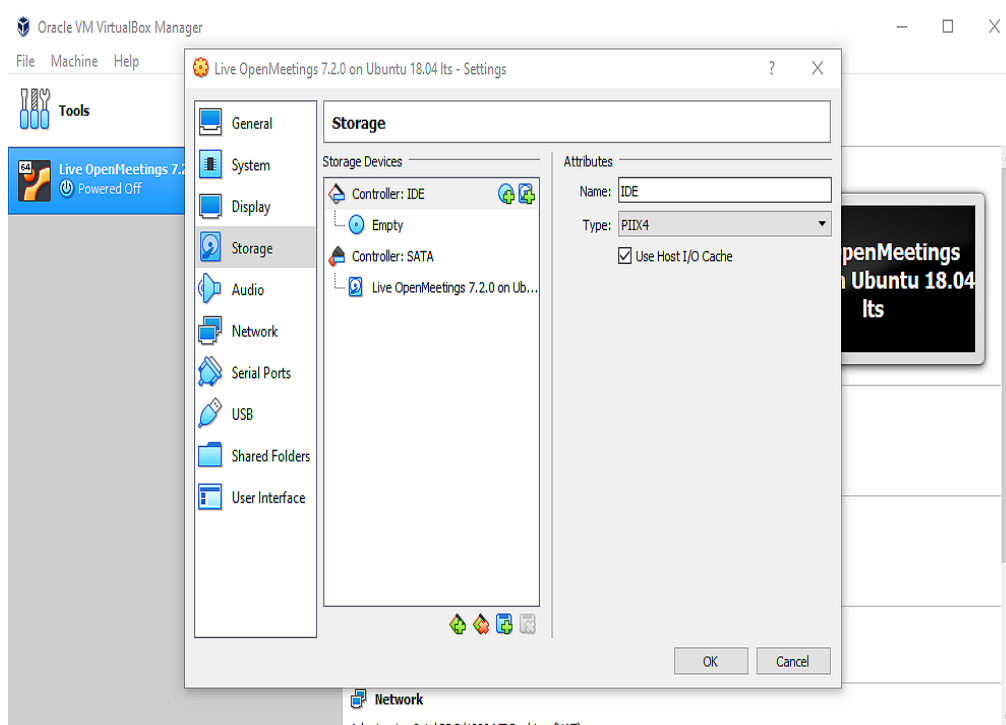 Oracle VM VirtualBox Manager
File Machine Help
Tools
64
Live OpenMeetings 7.2
Powered Off
Live OpenMeetings 7.2.0 on Ubuntu 18.04 lts - Settings
?
General
System
Display
Storage
Audio
Network
Serial Ports
USB
Shared Folders
User Interface
Storage
Storage Devices
Controller: IDE
Empty
Controller: SATA
Live OpenMeetings 7.2.0 on Ub...
Attributes
Name: IDE
Type: PIIX4
Use Host I/O Cache
OK Cancel
penMeetings
Ubuntu 18.04
lts
Network